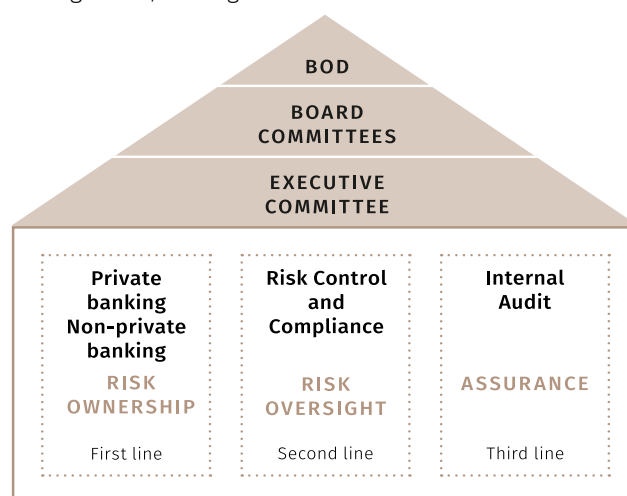 BOD
BOARD
COMMITTEES
EXECUTIVE
COMMITTEE
Private
banking
Non-private
banking
RISK
OWNERSHIP
First line
Risk Control
and
Compliance
RISK
OVERSIGHT
Second line
Internal
Audit
ASSURANCE
Third line